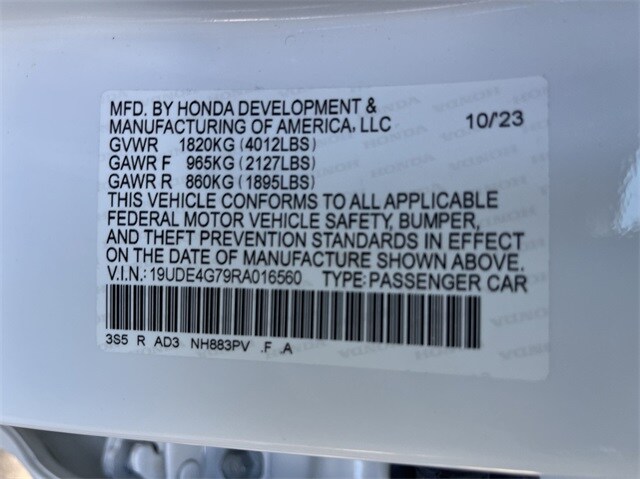 MFD. BY HONDA DEVELOPMENT &
MANUFACTURING OF AMERICA, LLC 10/'23
GVWR 1820KG (4012LBS)
GAWR F 965KG (2127LBS)
GAWR R 860KG (1895LBS)
THIS VEHICLE CONFORMS TO ALL APPLICABLE
FEDERAL MOTOR VEHICLE SAFETY, BUMPER,
AND THEFT PREVENTION STANDARDS IN EFFECT
ON THE DATE OF MANUFACTURE SHOWN ABOVE.
V.I.N.: 19UDE4G79RA016560 TYPE: PASSENGER CAR
3S5 R AD3 NH883PV .F .A